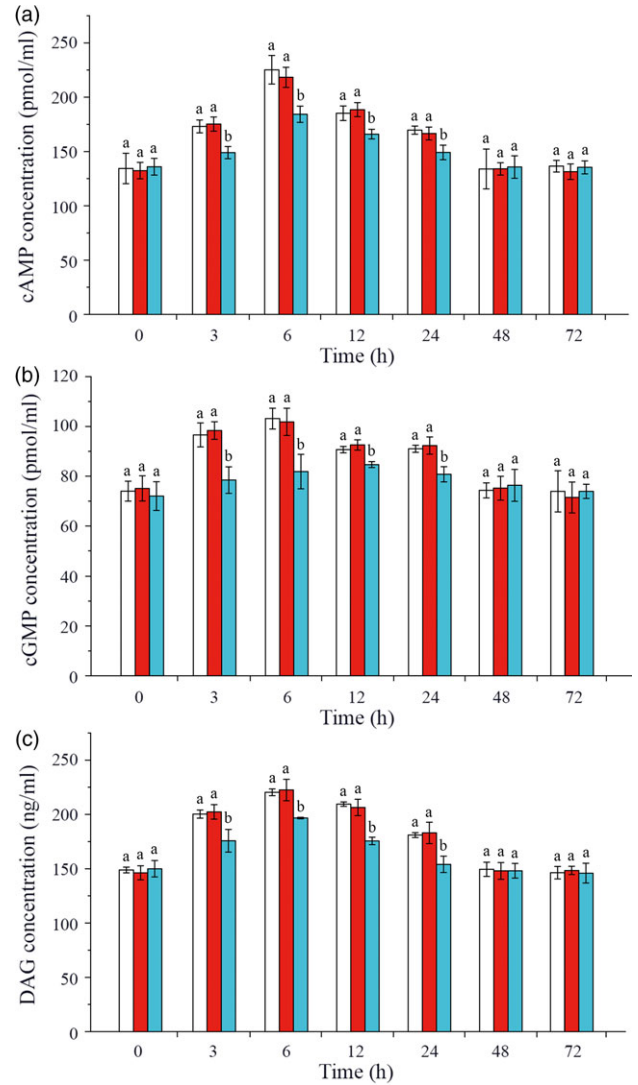 (a)
cAMP concentration (pmol/ml)
250
200
150
100
50
0
a a a
a a b
a a b
a a b
a a b
a a a
a a a
0 3 6 12 24 48 72
Time (h)
(b)
cGMP concentration (pmol/ml)
120
100
80
60
40
20
0
a a a
a a b
a a b
a a b
a a b
a a a
a a a
0 3 6 12 24 48 72
Time (h)
(c)
DAG concentration (ng/ml)
250
200
150
100
50
0
a a a
a a b
a a b
a a b
a a b
a a a
a a a
0 3 6 12 24 48 72
Time (h)